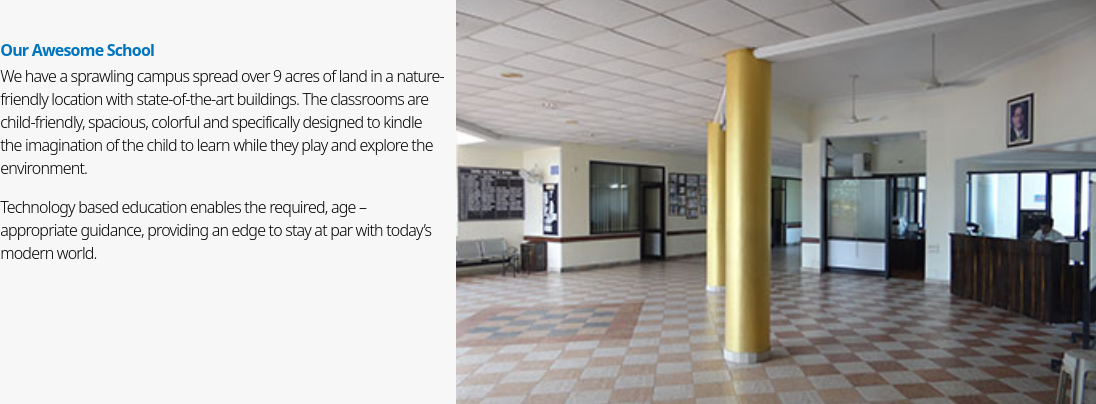 Our Awesome School
We have a sprawling campus spread over 9 acres of land in a nature-
friendly location with state-of-the-art buildings. The classrooms are
child-friendly, spacious, colorful and specifically designed to kindle
the imagination of the child to learn while they play and explore the
environment.
Technology based education enables the required, age –
appropriate guidance, providing an edge to stay at par with today's
modern world.